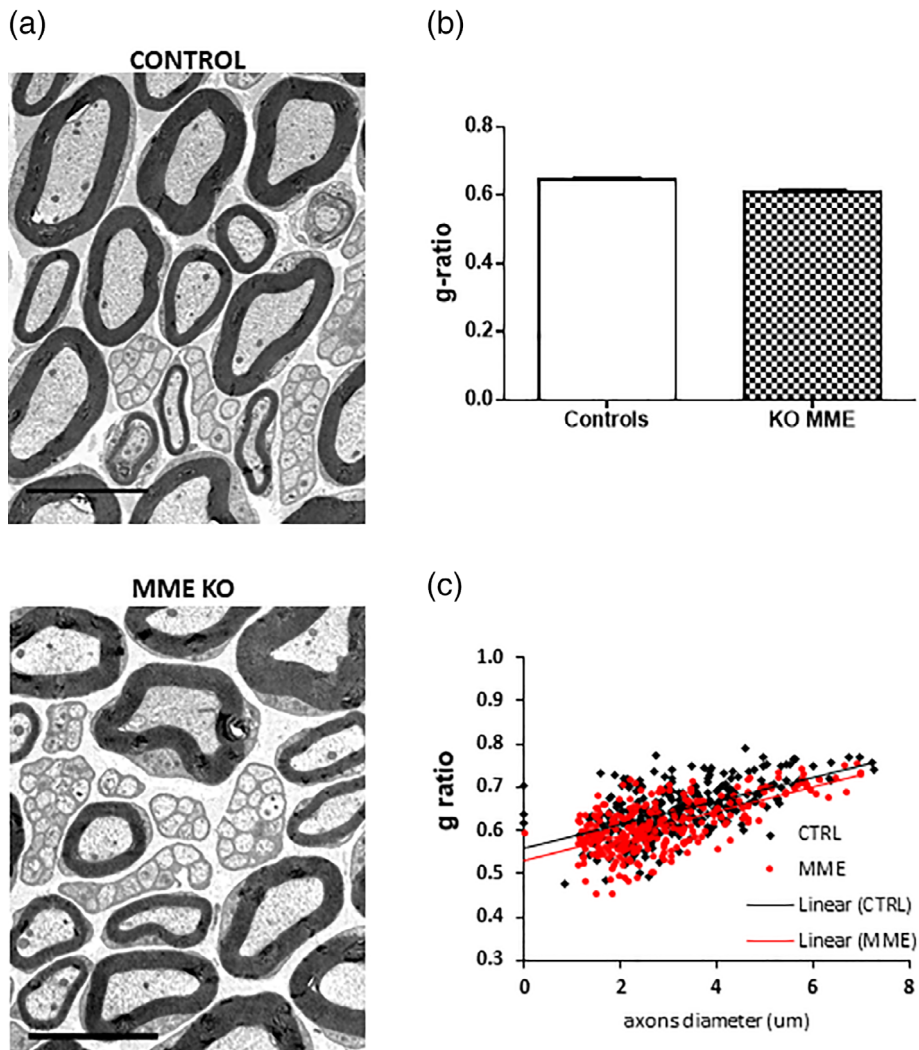 (a)
CONTROL
MME KO
(b)
g-ratio
0.8
0.6
0.4
0.2
0.0
Controls
KO MME
(c)
g ratio
1.0
0.9
0.8
0.7
0.6
0.5
0.4
0.3
0
2
4
6
8
axons diameter (um)
CTRL
MME
Linear (CTRL)
Linear (MME)